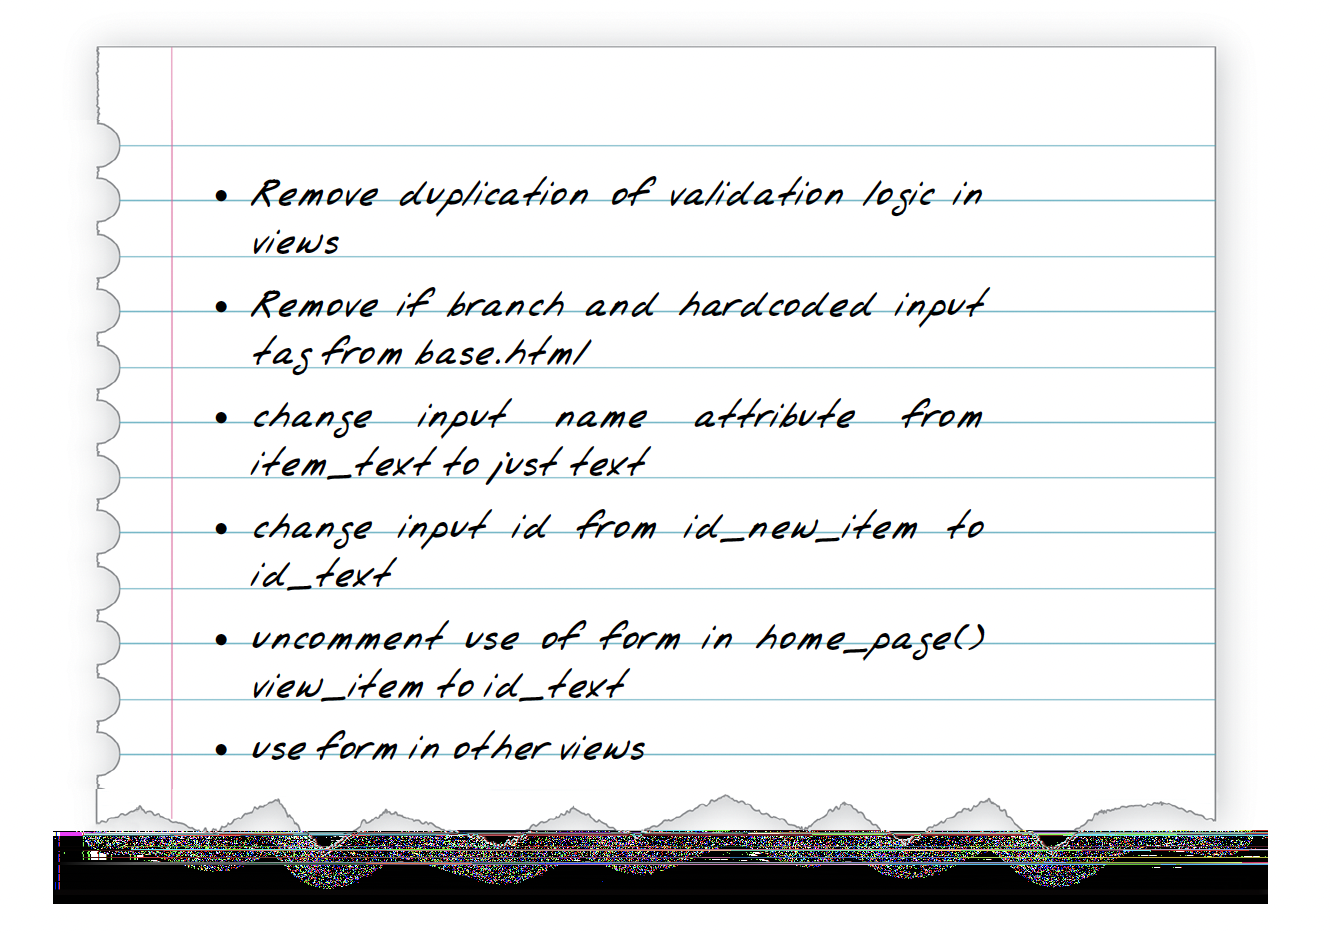 • Remove duplication of validation logic in
views
• Remove if branch and hardcoded input
tag from base.html
• change input name attribute from
item_text to just text
• change input id from id_new_item to
id_text
• uncomment use of form in home_page()
view_item to id_text
• use form in other views